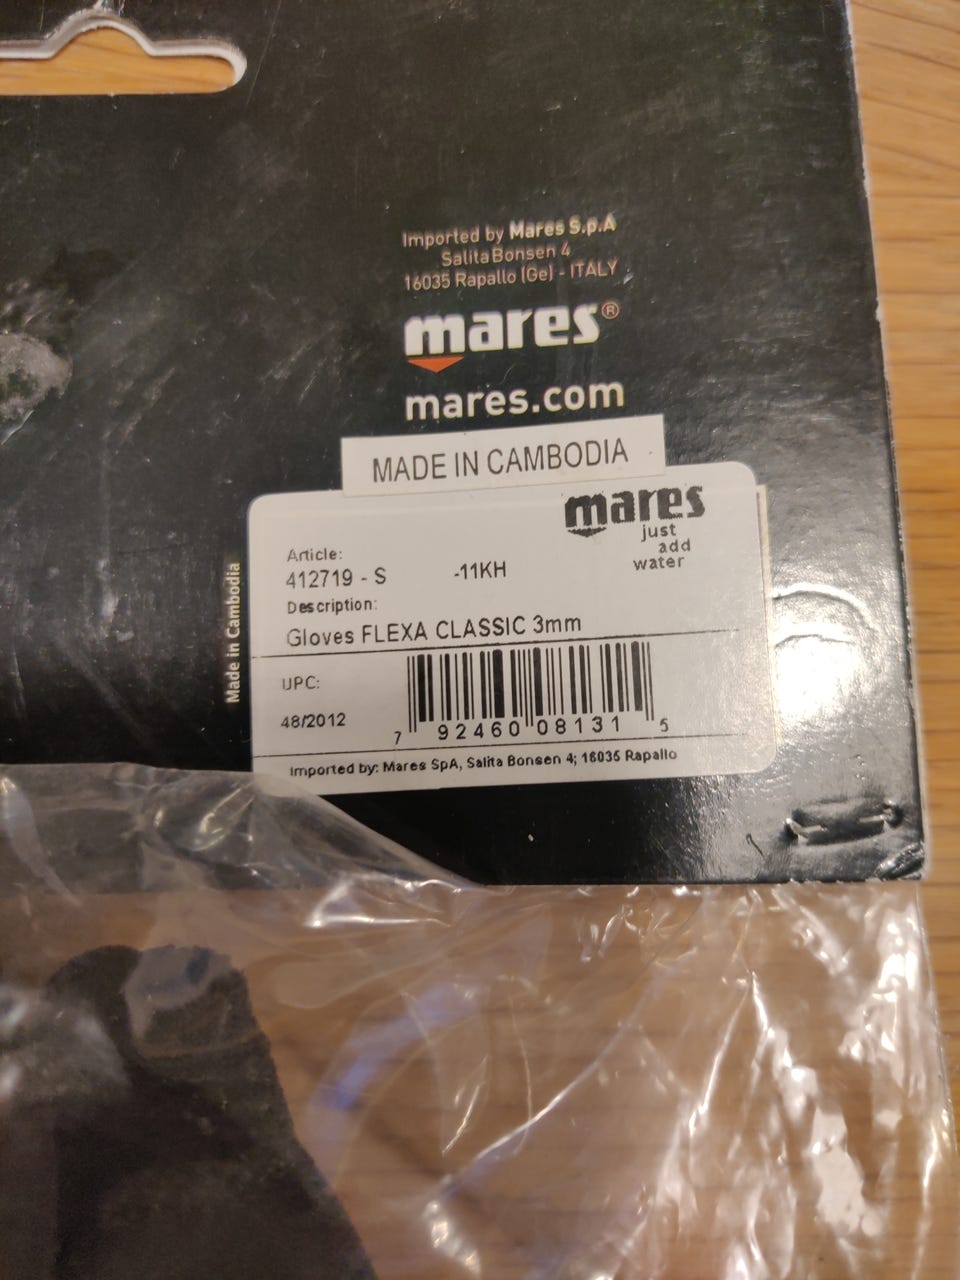 Imported by Mares S.p.A
Salita Bonsen 4
16035 Rapallo (Ge) - ITALY
mares®
mares.com
MADE IN CAMBODIA
mares
just
add
water
Article:
412719 - S -11KH
Description:
Gloves FLEXA CLASSIC 3mm
UPC:
48/2012
7 92460 08131 5
Imported by: Mares SpA, Salita Bonsen 4; 16035 Rapallo
Made in Cambodia